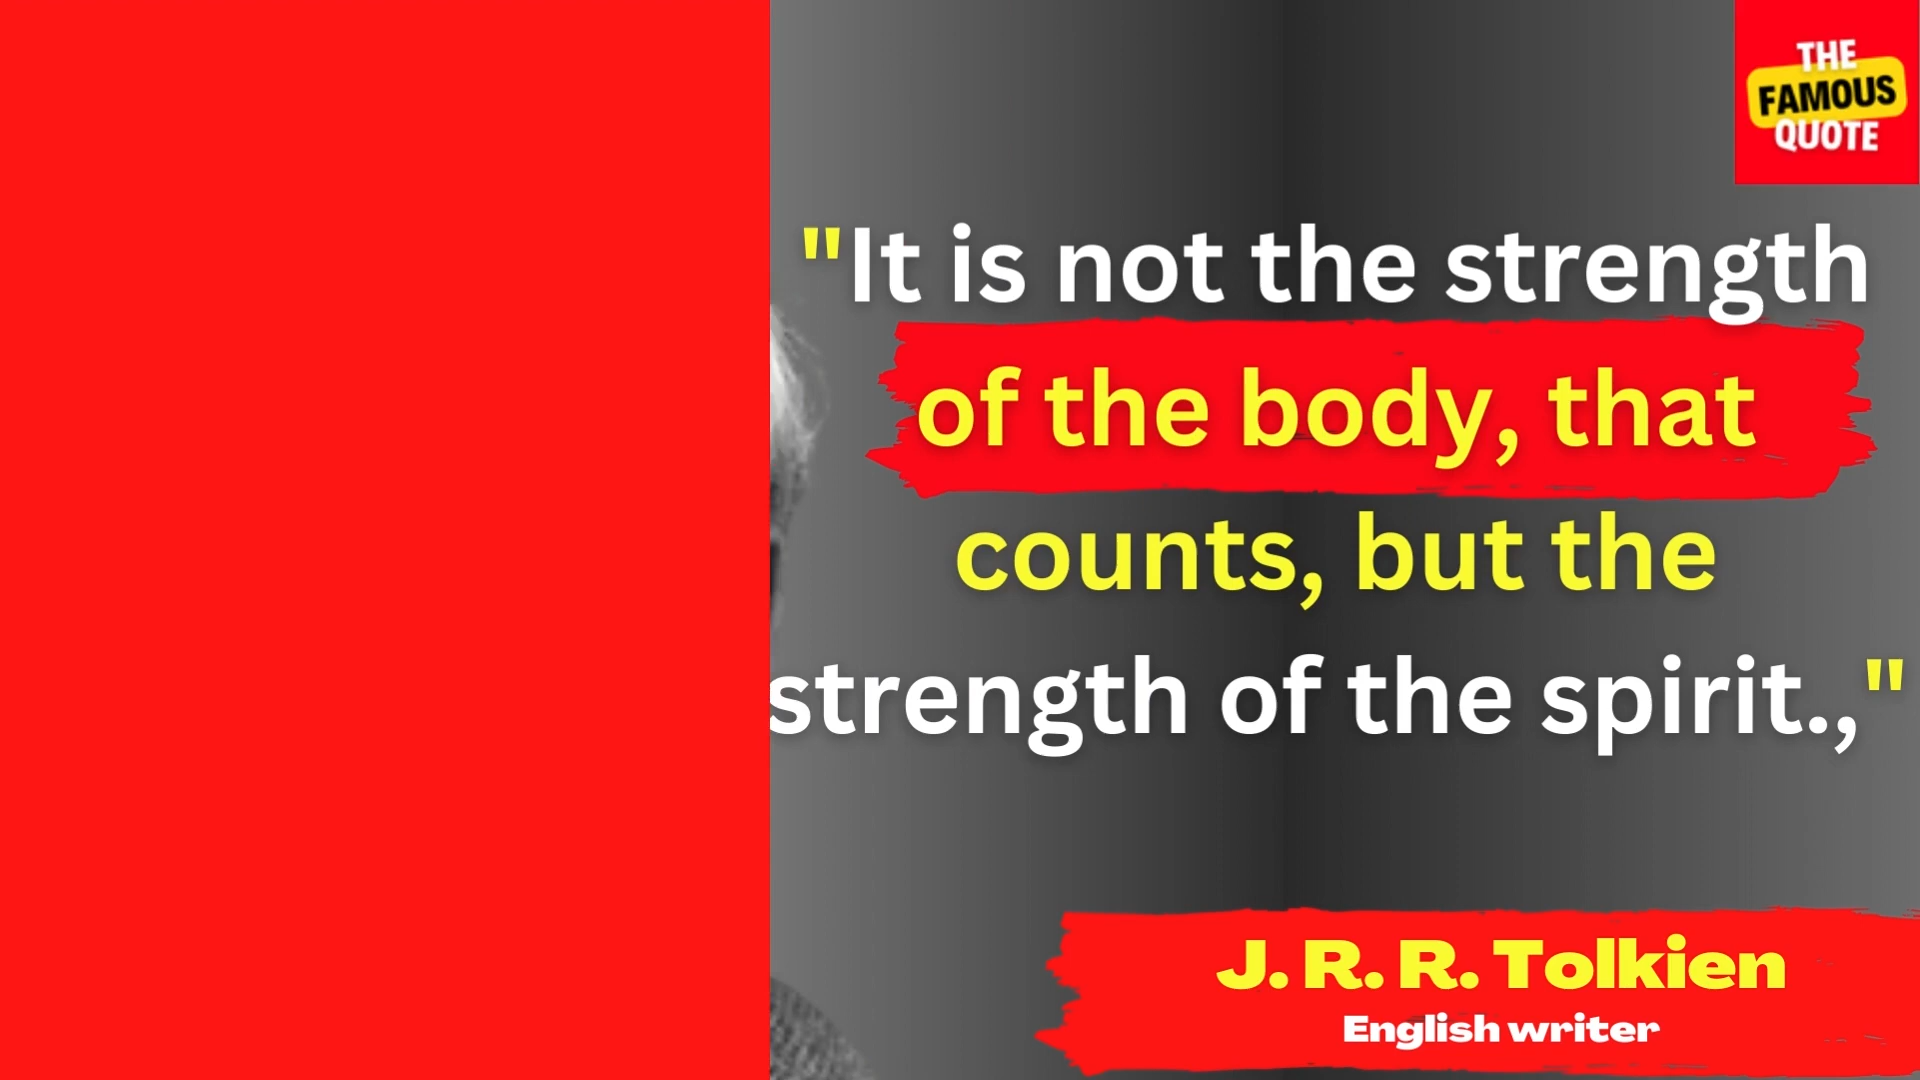 THE
FAMOUS
QUOTE
"It is not the strength
of the body, that
counts, but the
strength of the spirit.,"
J. R. R. Tolkien
English writer